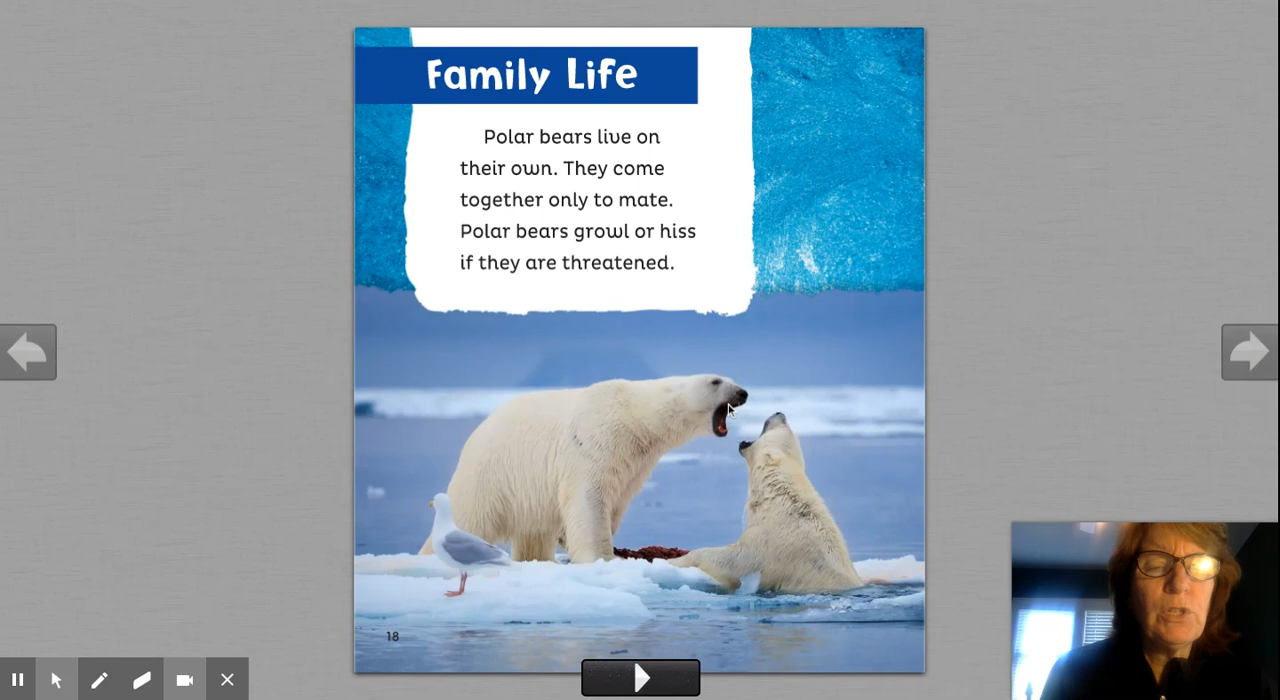 Family Life
Polar bears live on
their own. They come
together only to mate.
Polar bears growl or hiss
if they are threatened.
18